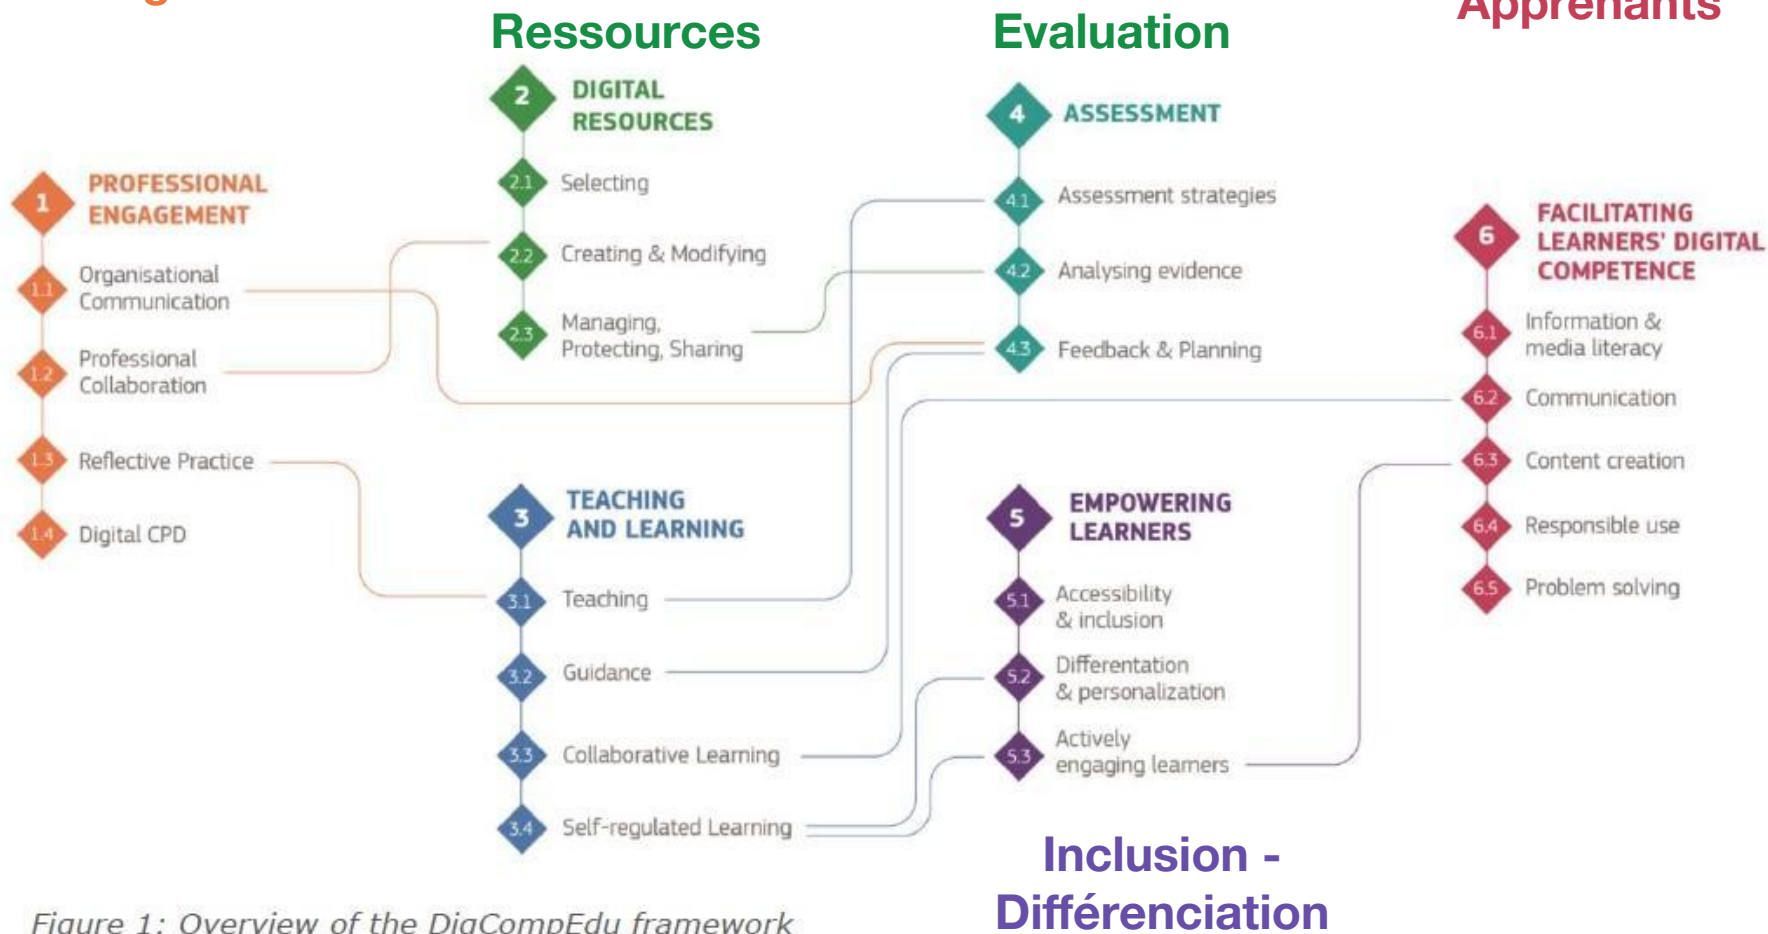 Ressources
Evaluation
Apprenants
1
PROFESSIONAL
ENGAGEMENT
1.1
Organisational
Communication
1.2
Professional
Collaboration
1.3
Reflective Practice
1.4
Digital CPD
2
DIGITAL
RESOURCES
2.1
Selecting
2.2
Creating & Modifying
2.3
Managing,
Protecting, Sharing
3
TEACHING
AND LEARNING
3.1
Teaching
3.2
Guidance
3.3
Collaborative Learning
3.4
Self-regulated Learning
4
ASSESSMENT
4.1
Assessment strategies
4.2
Analysing evidence
4.3
Feedback & Planning
5
EMPOWERING
LEARNERS
5.1
Accessibility
& inclusion
5.2
Differentation
& personalization
5.3
Actively
engaging learners
Inclusion -
Différenciation
6
FACILITATING
LEARNERS' DIGITAL
COMPETENCE
6.1
Information &
media literacy
6.2
Communication
6.3
Content creation
6.4
Responsible use
6.5
Problem solving
Figure 1: Overview of the DigCompEdu framework